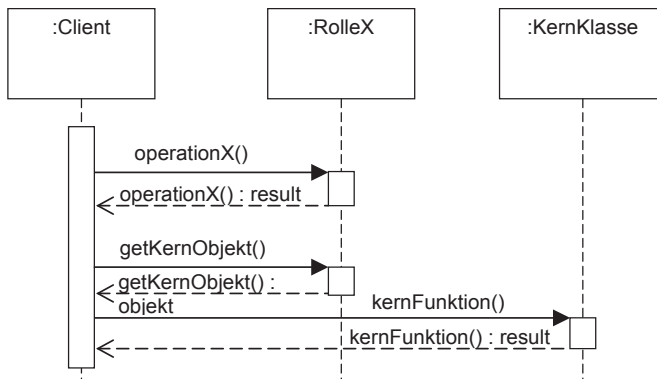 :Client
:RolleX
:KernKlasse
operationX()
operationX() : result
getKernObjekt()
getKernObjekt() :
objekt
kernFunktion()
kernFunktion() : result